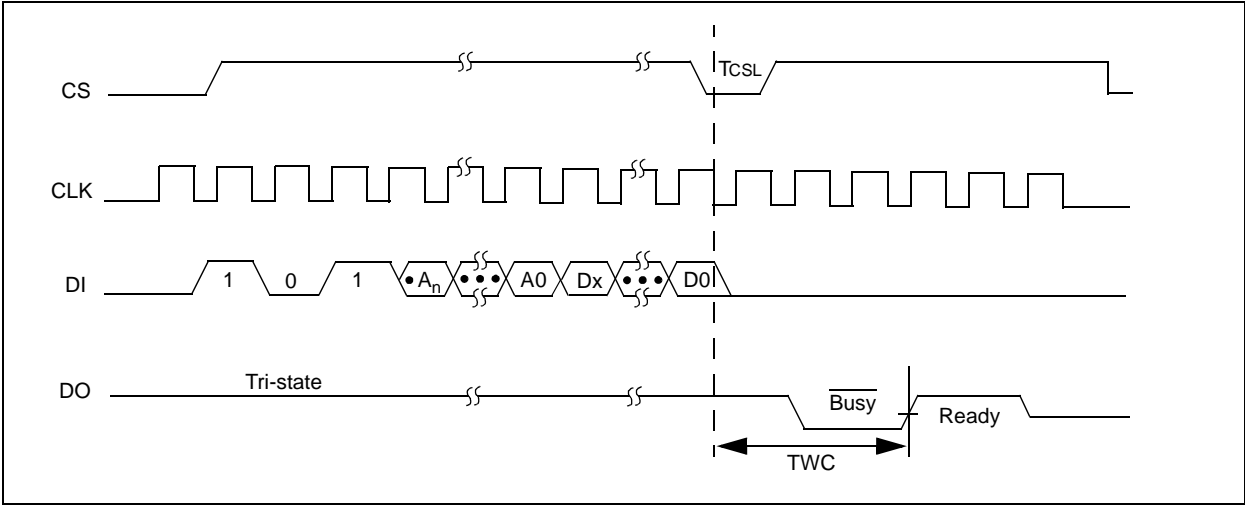 CS
TCSL
CLK
DI
1 0 1 •An ••• A0 Dx ••• D0
DO
Tri-state
Busy
Ready
TWC